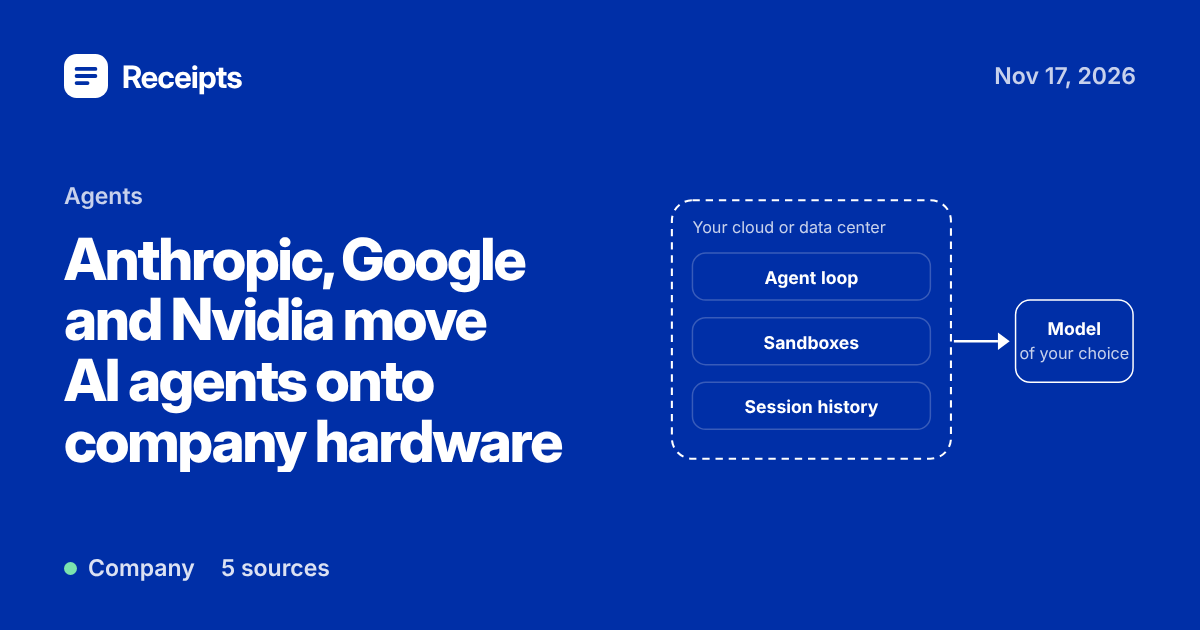 Receipts
Nov 17, 2026
Agents
Anthropic, Google
and Nvidia move
AI agents onto
company hardware
Your cloud or data center
Agent loop
Sandboxes
Session history
Model
of your choice
Company
5 sources